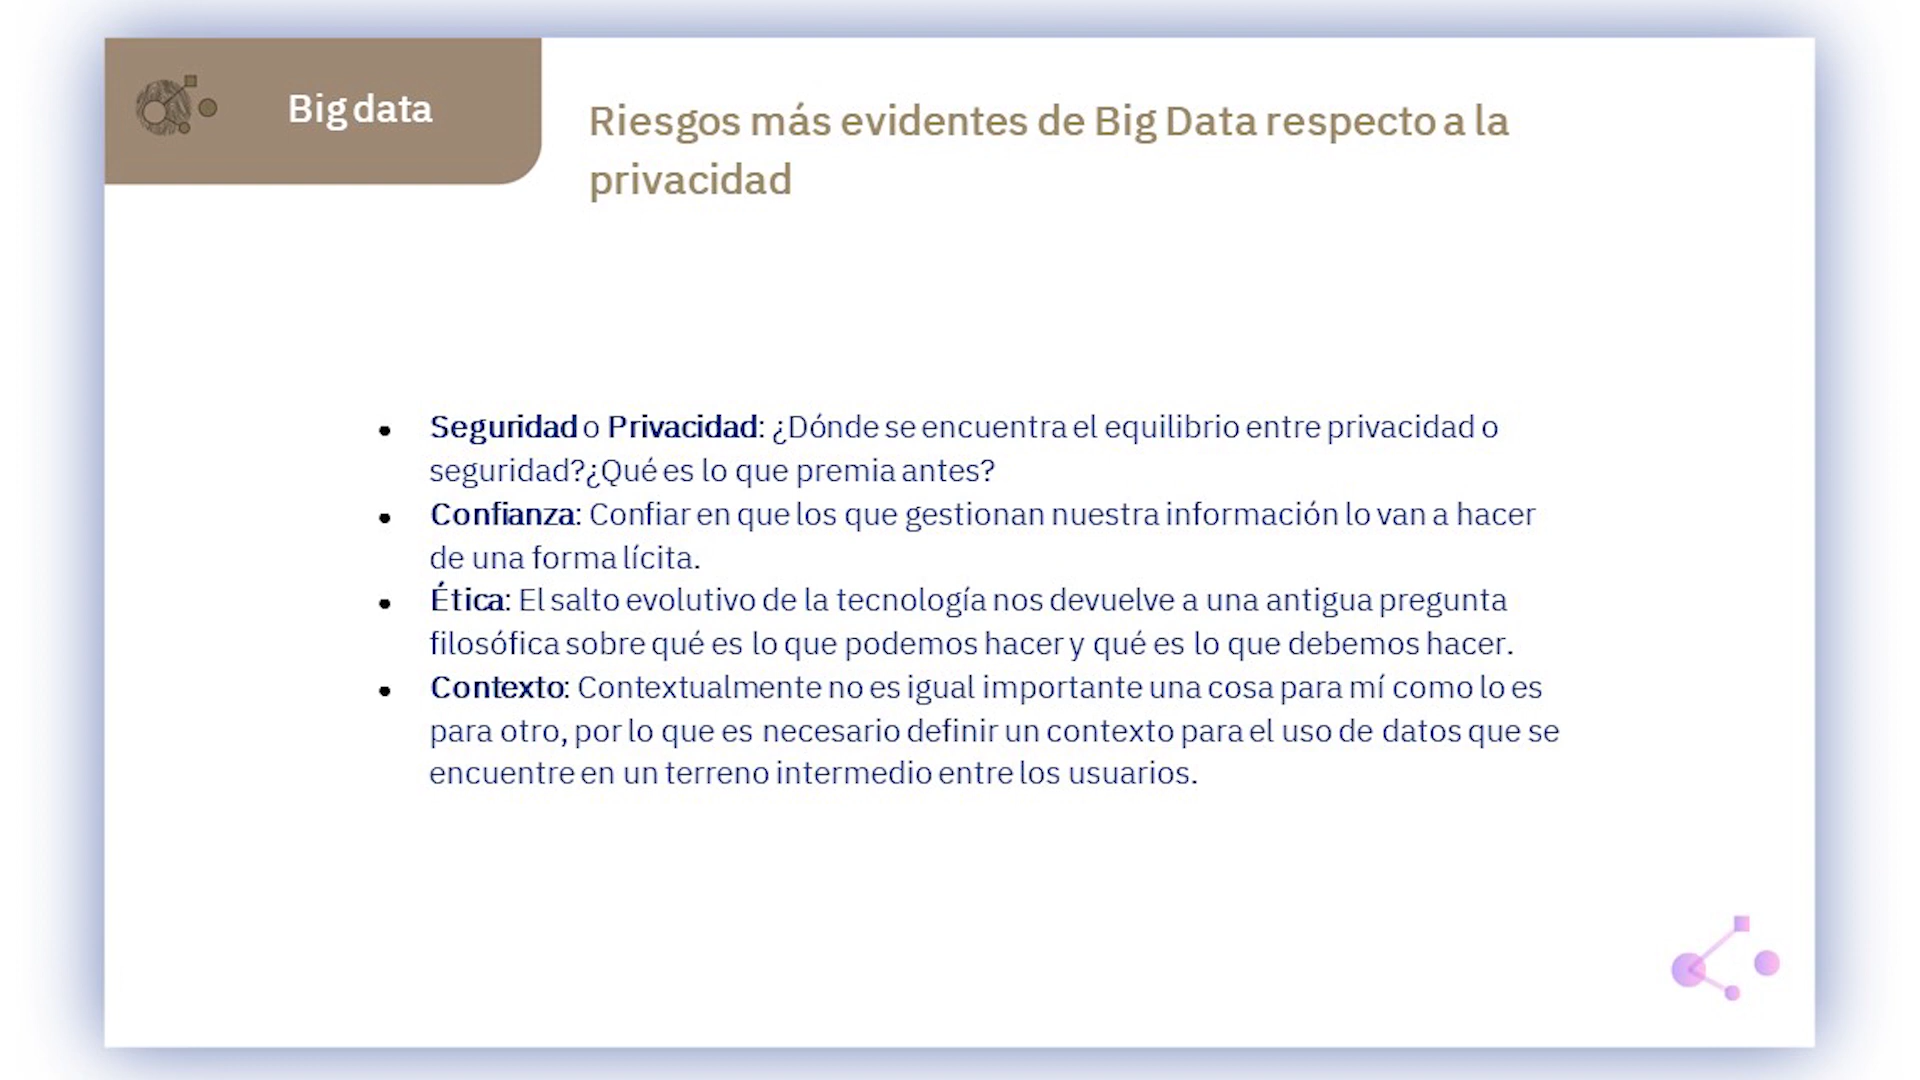 Big data
Riesgos más evidentes de Big Data respecto a la
privacidad
• Seguridad o Privacidad: ¿Dónde se encuentra el equilibrio entre privacidad o
seguridad?¿Qué es lo que premia antes?
• Confianza: Confiar en que los que gestionan nuestra información lo van a hacer
de una forma lícita.
• Ética: El salto evolutivo de la tecnología nos devuelve a una antigua pregunta
filosófica sobre qué es lo que podemos hacer y qué es lo que debemos hacer.
• Contexto: Contextualmente no es igual importante una cosa para mí como lo es
para otro, por lo que es necesario definir un contexto para el uso de datos que se
encuentre en un terreno intermedio entre los usuarios.